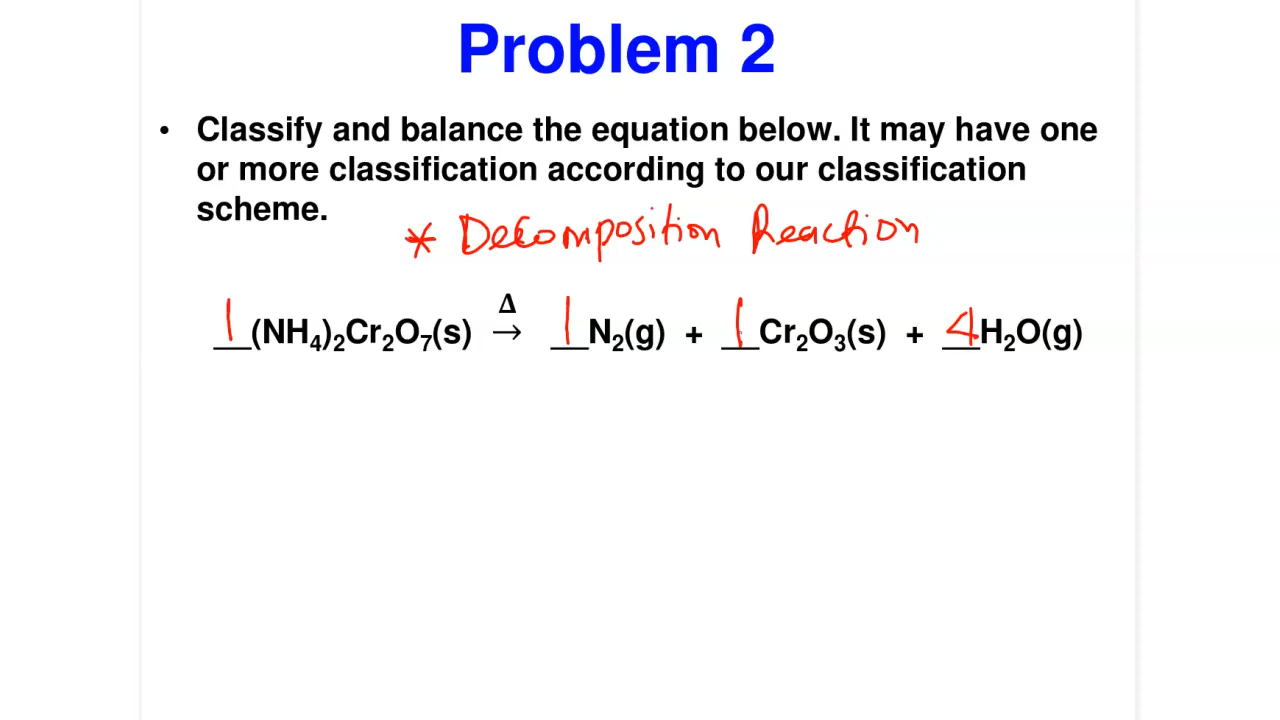 Problem 2
• Classify and balance the equation below. It may have one
or more classification according to our classification
scheme.
* Decomposition Reaction
Δ
1 (NH4)2Cr2O7(s) → 1 N2(g) + 1 Cr2O3(s) + 4 H2O(g)